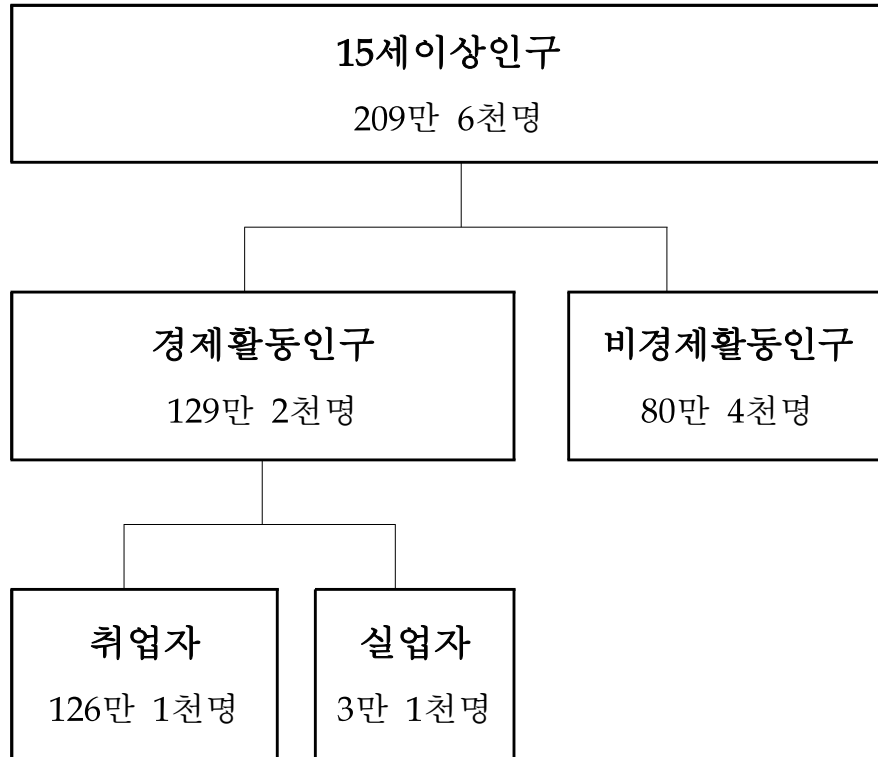 15세이상인구
209만 6천명
경제활동인구
129만 2천명
비경제활동인구
80만 4천명
취업자
126만 1천명
실업자
3만 1천명